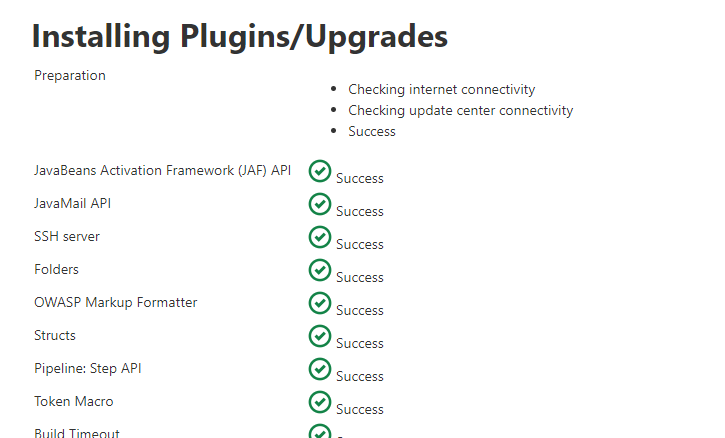 Installing Plugins/Upgrades
Preparation
Checking internet connectivity
Checking update center connectivity
Success
JavaBeans Activation Framework (JAF) API Success
JavaMail API Success
SSH server Success
Folders Success
OWASP Markup Formatter Success
Structs Success
Pipeline: Step API Success
Token Macro Success
Build Timeout